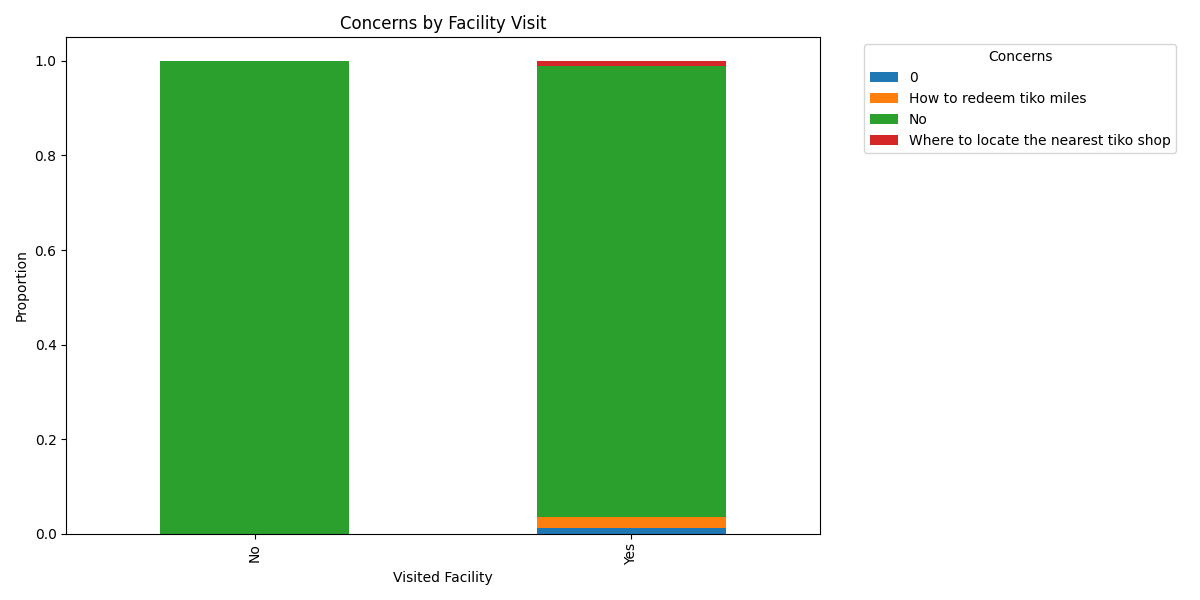 Concerns by Facility Visit
1.0
0.8
0.6
0.4
0.2
0.0
Proportion
No
Yes
Visited Facility
Concerns
0
How to redeem tiko miles
No
Where to locate the nearest tiko shop